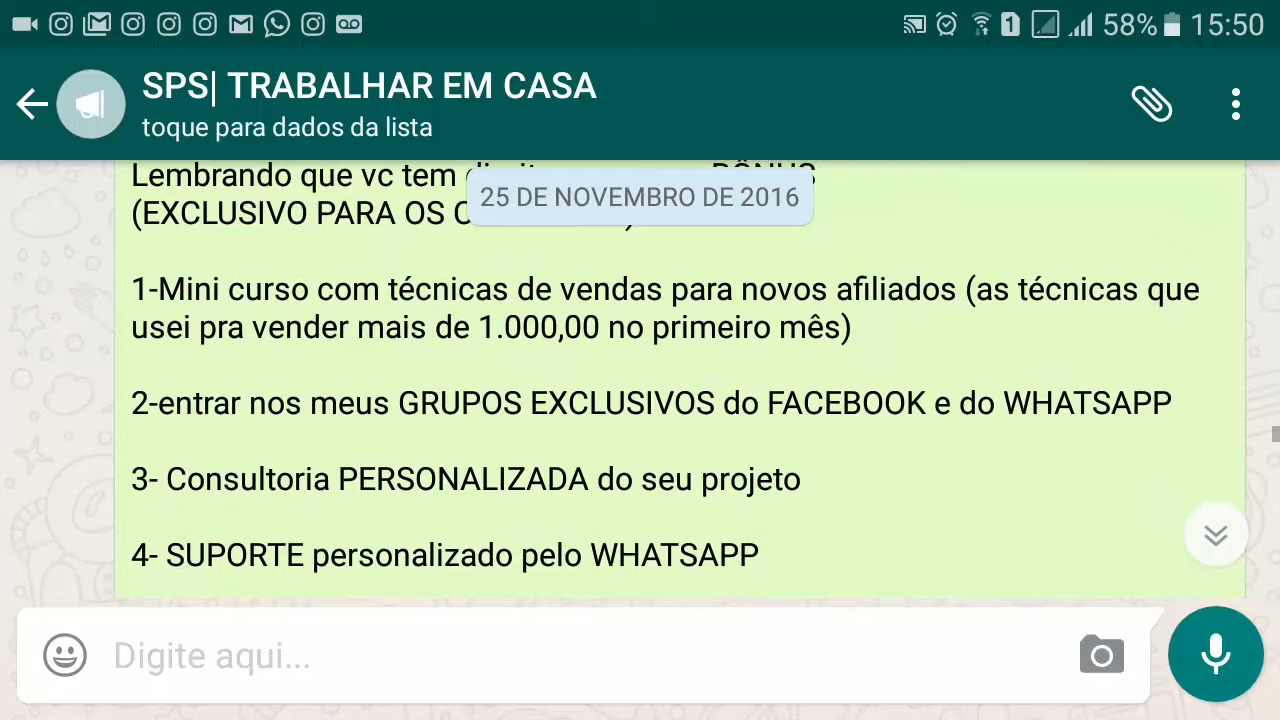 58% 15:50
SPS| TRABALHAR EM CASA
toque para dados da lista
Lembrando que vc tem
25 DE NOVEMBRO DE 2016
(EXCLUSIVO PARA OS
1-Mini curso com técnicas de vendas para novos afiliados (as técnicas que
usei pra vender mais de 1.000,00 no primeiro mês)
2-entrar nos meus GRUPOS EXCLUSIVOS do FACEBOOK e do WHATSAPP
3- Consultoria PERSONALIZADA do seu projeto
4- SUPORTE personalizado pelo WHATSAPP
Digite aqui...